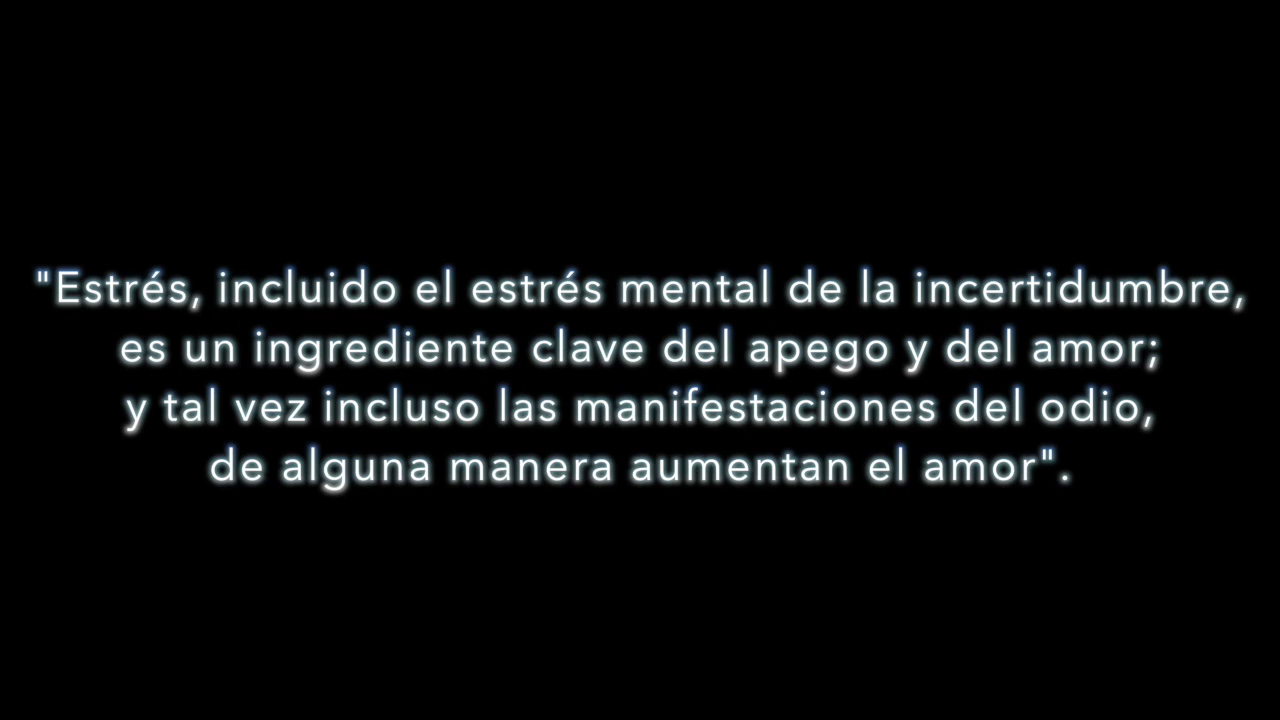 "Estrés, incluido el estrés mental de la incertidumbre,
es un ingrediente clave del apego y del amor;
y tal vez incluso las manifestaciones del odio,
de alguna manera aumentan el amor".